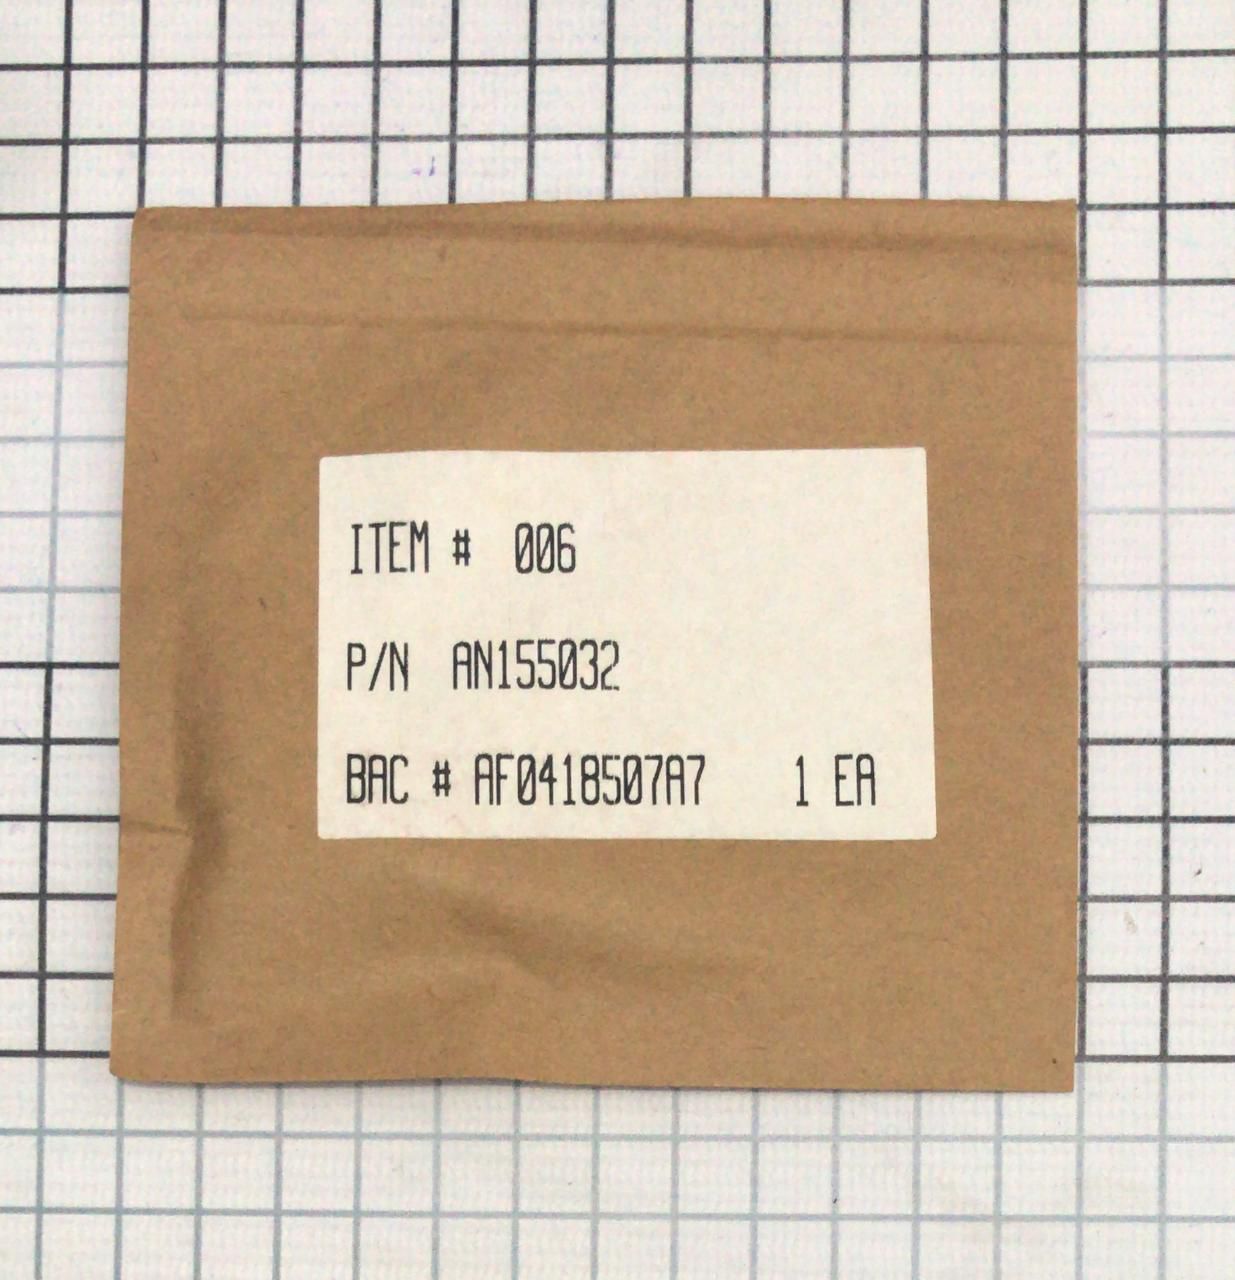 ITEM # 006
P/N AN155032
BAC # AF0418507A7 1 EA